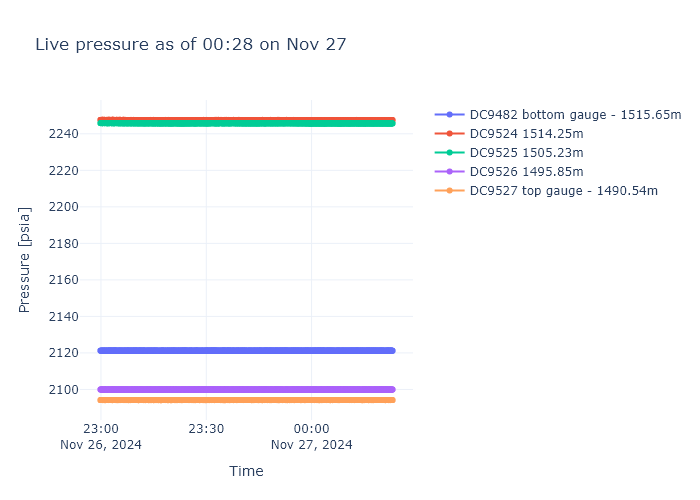 Live pressure as of 00:28 on Nov 27
DC9482 bottom gauge - 1515.65m
DC9524 1514.25m
DC9525 1505.23m
DC9526 1495.85m
DC9527 top gauge - 1490.54m
Pressure [psia]
2240
2220
2200
2180
2160
2140
2120
2100
23:00
Nov 26, 2024
23:30
00:00
Nov 27, 2024
Time